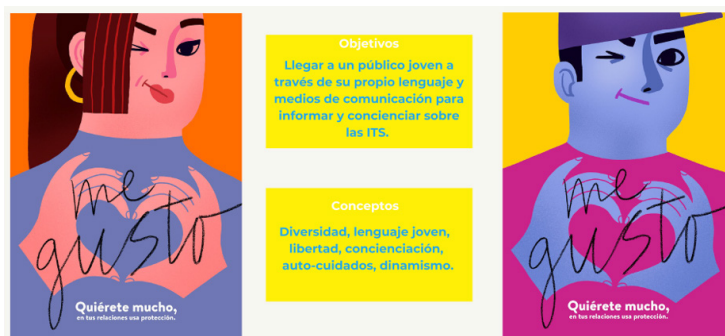 me
gusto
Quiérete mucho,
en tus relaciones usa protección.
Objetivos
Llegar a un público joven a
través de su propio lenguaje y
medios de comunicación para
informar y concienciar sobre
las ITS.
Conceptos
Diversidad, lenguaje joven,
libertad, concienciación,
auto-cuidados, dinamismo.
me
gusto
Quiérete mucho,
en tus relaciones usa protección.